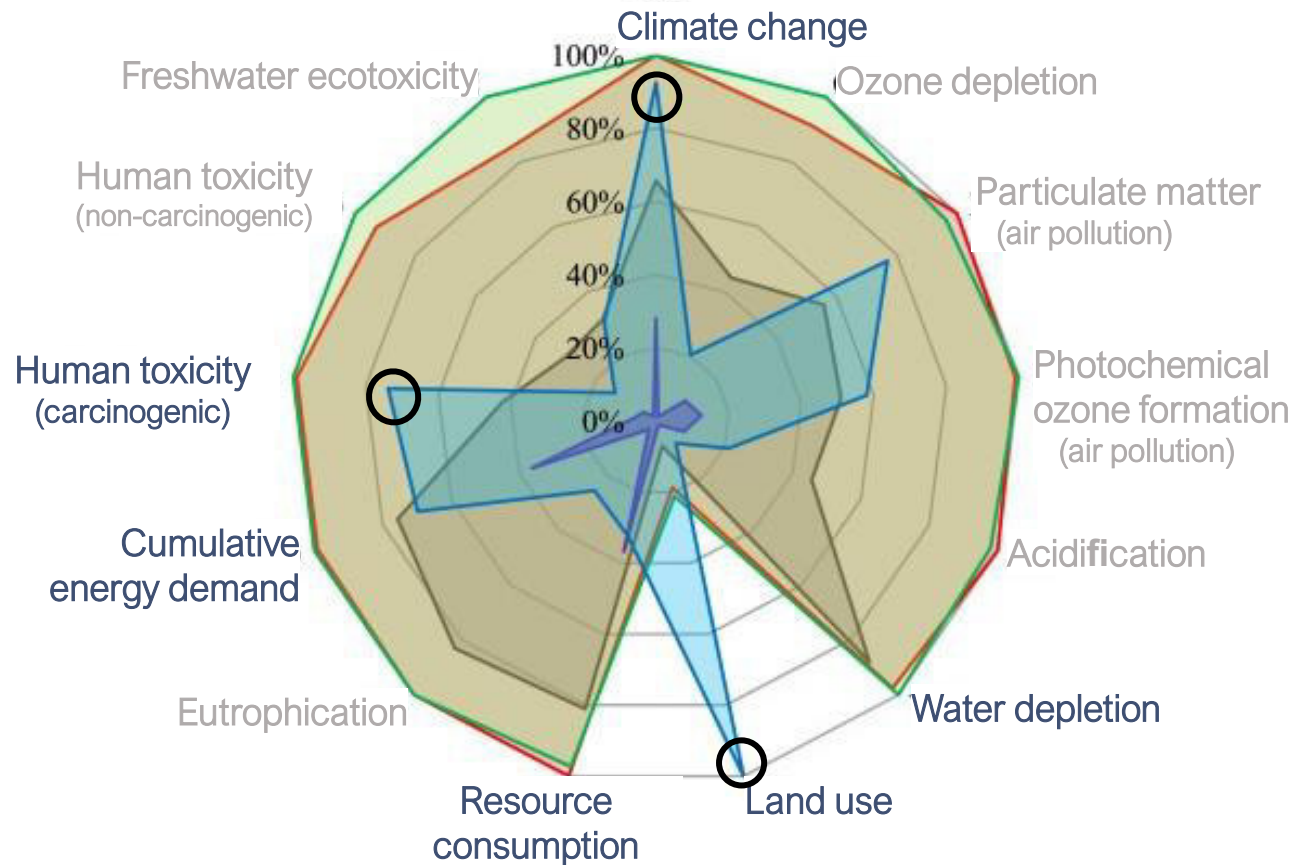 Climate change
100%
Freshwater ecotoxicity
Ozone depletion
80%
Human toxicity
(non-carcinogenic)
Particulate matter
(air pollution)
60%
40%
20%
Human toxicity
(carcinogenic)
Photochemical
ozone formation
(air pollution)
0%
Cumulative
energy demand
Acidification
Eutrophication
Water depletion
Resource
consumption
Land use